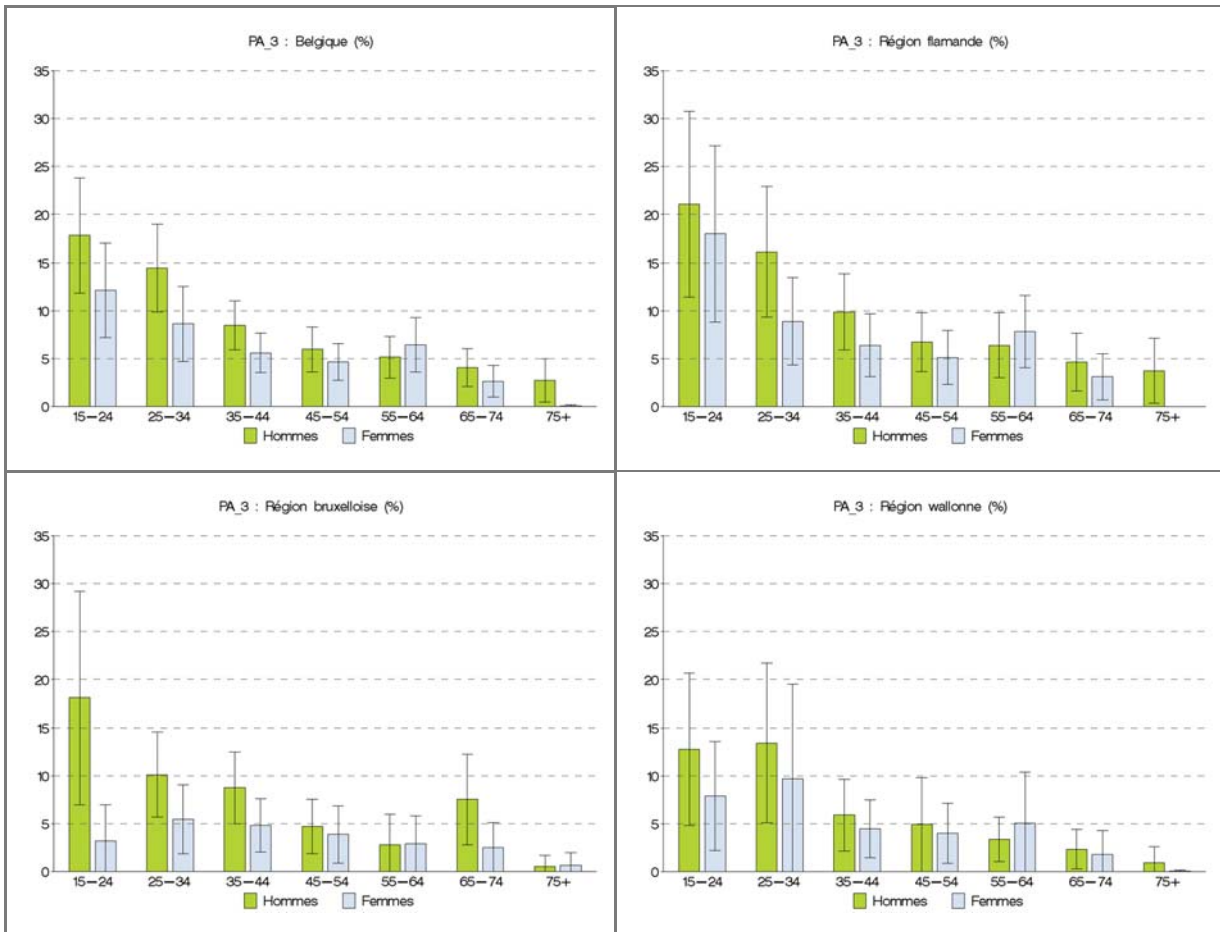 PA_3 : Belgique (%)
35
30
25
20
15
10
5
0
15–24 25–34 35–44 45–54 55–64 65–74 75+
Hommes Femmes
PA_3 : Région flamande (%)
35
30
25
20
15
10
5
0
15–24 25–34 35–44 45–54 55–64 65–74 75+
Hommes Femmes
PA_3 : Région bruxelloise (%)
35
30
25
20
15
10
5
0
15–24 25–34 35–44 45–54 55–64 65–74 75+
Hommes Femmes
PA_3 : Région wallonne (%)
35
30
25
20
15
10
5
0
15–24 25–34 35–44 45–54 55–64 65–74 75+
Hommes Femmes